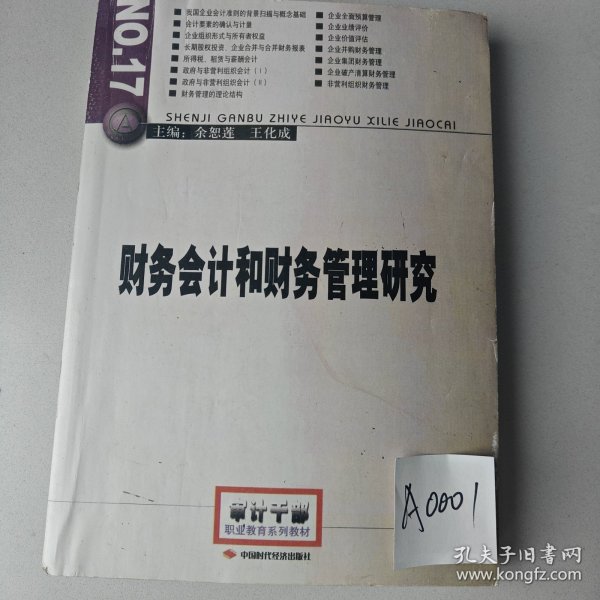 NO.17
■ 我国企业会计准则的背景扫描与概念基础
■ 会计要素的确认与计量
■ 企业组织形式与所有者权益
■ 长期股权投资、企业合并与合并财务报表
■ 所得税、租赁与薪酬会计
■ 政府与非营利组织会计（Ⅰ）
■ 政府与非营利组织会计（Ⅱ）
■ 财务管理的理论结构
■ 企业全面预算管理
■ 企业业绩评价
■ 企业价值评估
■ 企业并购财务管理
■ 企业集团财务管理
■ 企业破产清算财务管理
■ 非营利组织财务管理
A
SHENJI GANBU ZHIYE JIAOYU XILIE JIAOCAI
主编：余恕莲 王化成
财务会计和财务管理研究
审计干部
职业教育系列教材
中国时代经济出版社
A0001
孔夫子旧书网
www.kongfz.com